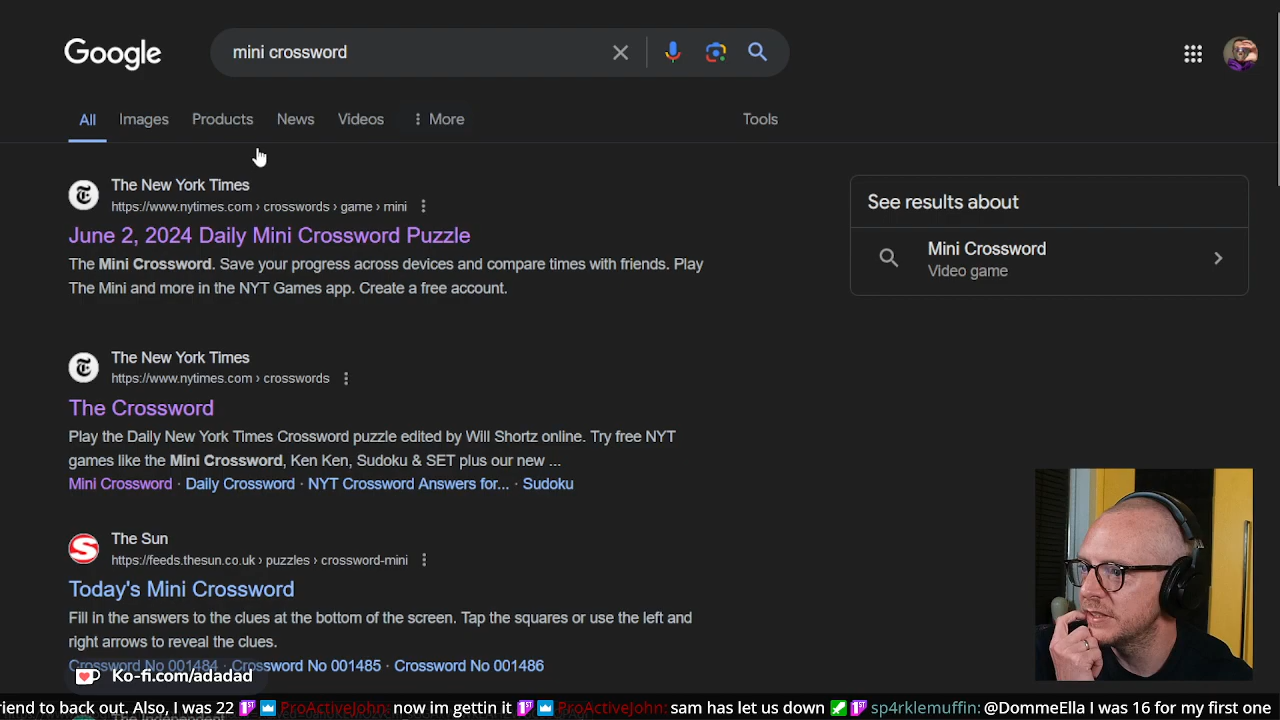 Google
mini crossword
All
Images
Products
News
Videos
More
Tools
The New York Times
https://www.nytimes.com › crosswords › game › mini
June 2, 2024 Daily Mini Crossword Puzzle
The Mini Crossword. Save your progress across devices and compare times with friends. Play
The Mini and more in the NYT Games app. Create a free account.
See results about
Mini Crossword
Video game
The New York Times
https://www.nytimes.com › crosswords
The Crossword
Play the Daily New York Times Crossword puzzle edited by Will Shortz online. Try free NYT
games like the Mini Crossword, Ken Ken, Sudoku & SET plus our new ...
Mini Crossword · Daily Crossword · NYT Crossword Answers for... · Sudoku
The Sun
https://feeds.thesun.co.uk › puzzles › crossword-mini
Today's Mini Crossword
Fill in the answers to the clues at the bottom of the screen. Tap the squares or use the left and
right arrows to reveal the clues.
Crossword No 001484 · Crossword No 001485 · Crossword No 001486
Ko-fi.com/adadad
riend to back out. Also, I was 22 1st ProActiveJohn: now im gettin it 1st ProActiveJohn: sam has let us down 1st sp4rklemuffin: @DommeElla I was 16 for my first one